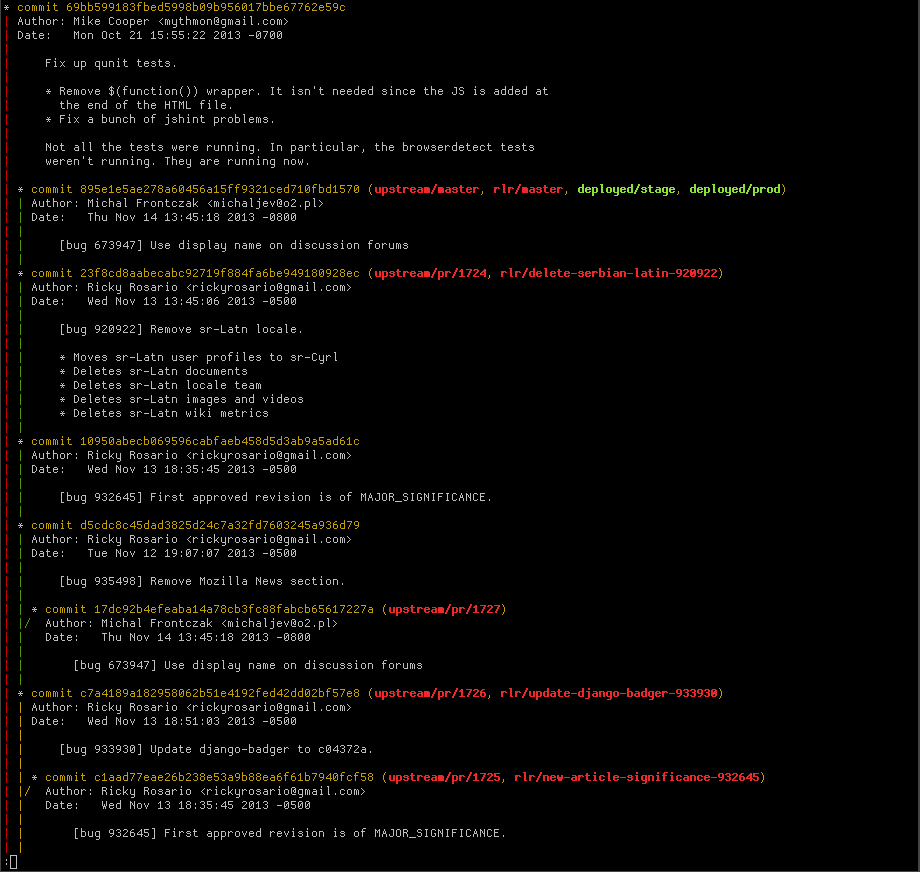 * commit 69bb599183fbed5998b09b956017bbe67762e59c
| Author: Mike Cooper <mythmon@gmail.com>
| Date:   Mon Oct 21 15:55:22 2013 -0700
|
|     Fix up qunit tests.
|
|     * Remove $(function()) wrapper. It isn't needed since the JS is added at
|       the end of the HTML file.
|     * Fix a bunch of jshint problems.
|
|     Not all the tests were running. In particular, the browserdetect tests
|     weren't running. They are running now.
|
| * commit 895e1e5ae278a60456a15ff9321ced710fbd1570 (upstream/master, rlr/master, deployed/stage, deployed/prod)
| | Author: Michal Frontczak <michaljev@o2.pl>
| | Date:   Thu Nov 14 13:45:18 2013 -0800
| |
| |     [bug 673947] Use display name on discussion forums
| |
| * commit 23f8cd8aabecabc92719f884fa6be949180928ec (upstream/pr/1724, rlr/delete-serbian-latin-920922)
| | Author: Ricky Rosario <rickyrosario@gmail.com>
| | Date:   Wed Nov 13 13:45:06 2013 -0500
| |
| |     [bug 920922] Remove sr-Latn locale.
| |
| |     * Moves sr-Latn user profiles to sr-Cyrl
| |     * Deletes sr-Latn documents
| |     * Deletes sr-Latn locale team
| |     * Deletes sr-Latn images and videos
| |     * Deletes sr-Latn wiki metrics
| |
| * commit 10950abecb069596cabfaeb458d5d3ab9a5ad61c
| | Author: Ricky Rosario <rickyrosario@gmail.com>
| | Date:   Wed Nov 13 18:35:45 2013 -0500
| |
| |     [bug 932645] First approved revision is of MAJOR_SIGNIFICANCE.
| |
| * commit d5cdc8c45dad3825d24c7a32fd7603245a936d79
| | Author: Ricky Rosario <rickyrosario@gmail.com>
| | Date:   Tue Nov 12 19:07:07 2013 -0500
| |
| |     [bug 935498] Remove Mozilla News section.
| |
| | * commit 17dc92b4efeaba14a78cb3fc88fabcb65617227a (upstream/pr/1727)
| |/  Author: Michal Frontczak <michaljev@o2.pl>
| |   Date:   Thu Nov 14 13:45:18 2013 -0800
| |
| |       [bug 673947] Use display name on discussion forums
| |
| * commit c7a4189a182958062b51e4192fed42dd02bf57e8 (upstream/pr/1726, rlr/update-django-badger-933930)
| | Author: Ricky Rosario <rickyrosario@gmail.com>
| | Date:   Wed Nov 13 18:51:03 2013 -0500
| |
| |     [bug 933930] Update django-badger to c04372a.
| |
| | * commit c1aad77eae26b238e53a9b88ea6f61b7940fcf58 (upstream/pr/1725, rlr/new-article-significance-932645)
| |/  Author: Ricky Rosario <rickyrosario@gmail.com>
| |   Date:   Wed Nov 13 18:35:45 2013 -0500
| |
| |       [bug 932645] First approved revision is of MAJOR_SIGNIFICANCE.
| |
: